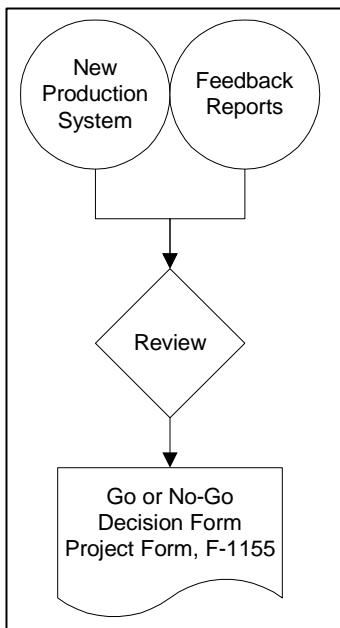 New
Production
System
Feedback
Reports
Review
Go or No-Go
Decision Form
Project Form, F-1155